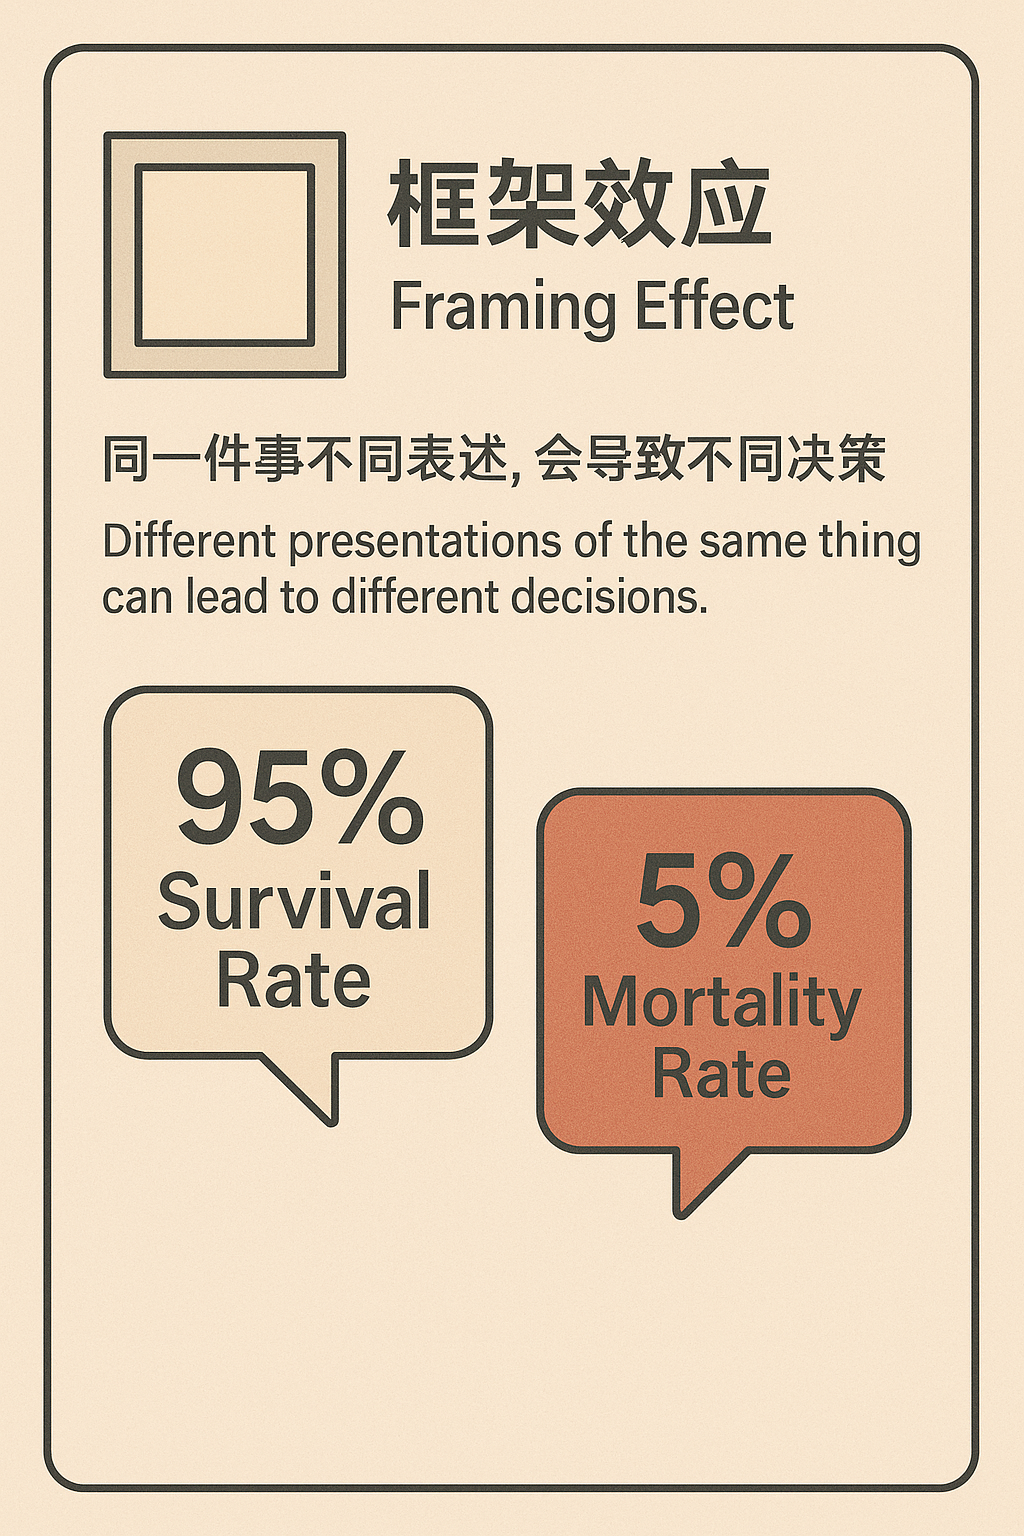 框架效应
Framing Effect
同一件事不同表述, 会导致不同决策
Different presentations of the same thing
can lead to different decisions.
95%
Survival
Rate
5%
Mortality
Rate